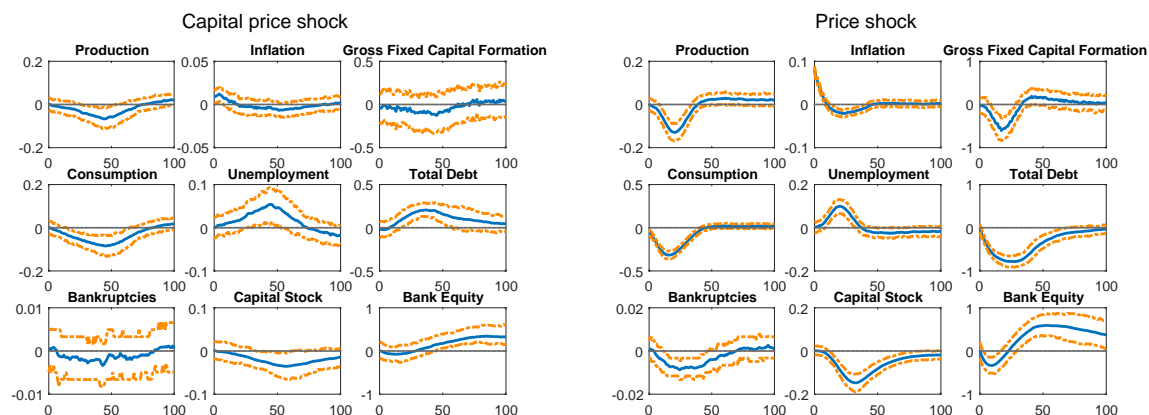 Capital price shock
Price shock
Production
Inflation
Gross Fixed Capital Formation
0.2
0
-0.2
0 50 100
0.05
0
-0.05
0 50 100
0.5
0
-0.5
0 50 100
Consumption
Unemployment
Total Debt
0.2
0
-0.2
0 50 100
0.1
0
-0.1
0 50 100
0.5
0
-0.5
0 50 100
Bankruptcies
Capital Stock
Bank Equity
0.01
0
-0.01
0 50 100
0.1
0
-0.1
0 50 100
1
0
-1
0 50 100
Production
Inflation
Gross Fixed Capital Formation
0.2
0
-0.2
0 50 100
0.1
0
-0.1
0 50 100
1
0
-1
0 50 100
Consumption
Unemployment
Total Debt
0.5
0
-0.5
0 50 100
0.2
0
-0.2
0 50 100
1
0
-1
0 50 100
Bankruptcies
Capital Stock
Bank Equity
0.02
0
-0.02
0 50 100
0.2
0
-0.2
0 50 100
1
0
-1
0 50 100